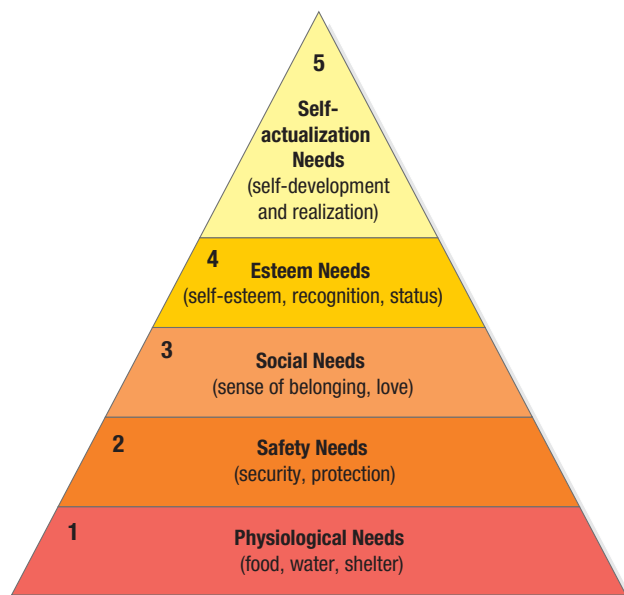 5
Self-
actualization
Needs
(self-development
and realization)
4
Esteem Needs
(self-esteem, recognition, status)
3
Social Needs
(sense of belonging, love)
2
Safety Needs
(security, protection)
1
Physiological Needs
(food, water, shelter)